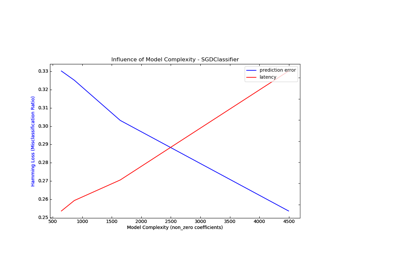 Influence of Model Complexity - SGDClassifier
prediction error
latency
Hamming Loss (Misclassification Ratio)
0.33
0.32
0.31
0.30
0.29
0.28
0.27
0.26
0.25
500 1000 1500 2000 2500 3000 3500 4000 4500
Model Complexity (non_zero coefficients)